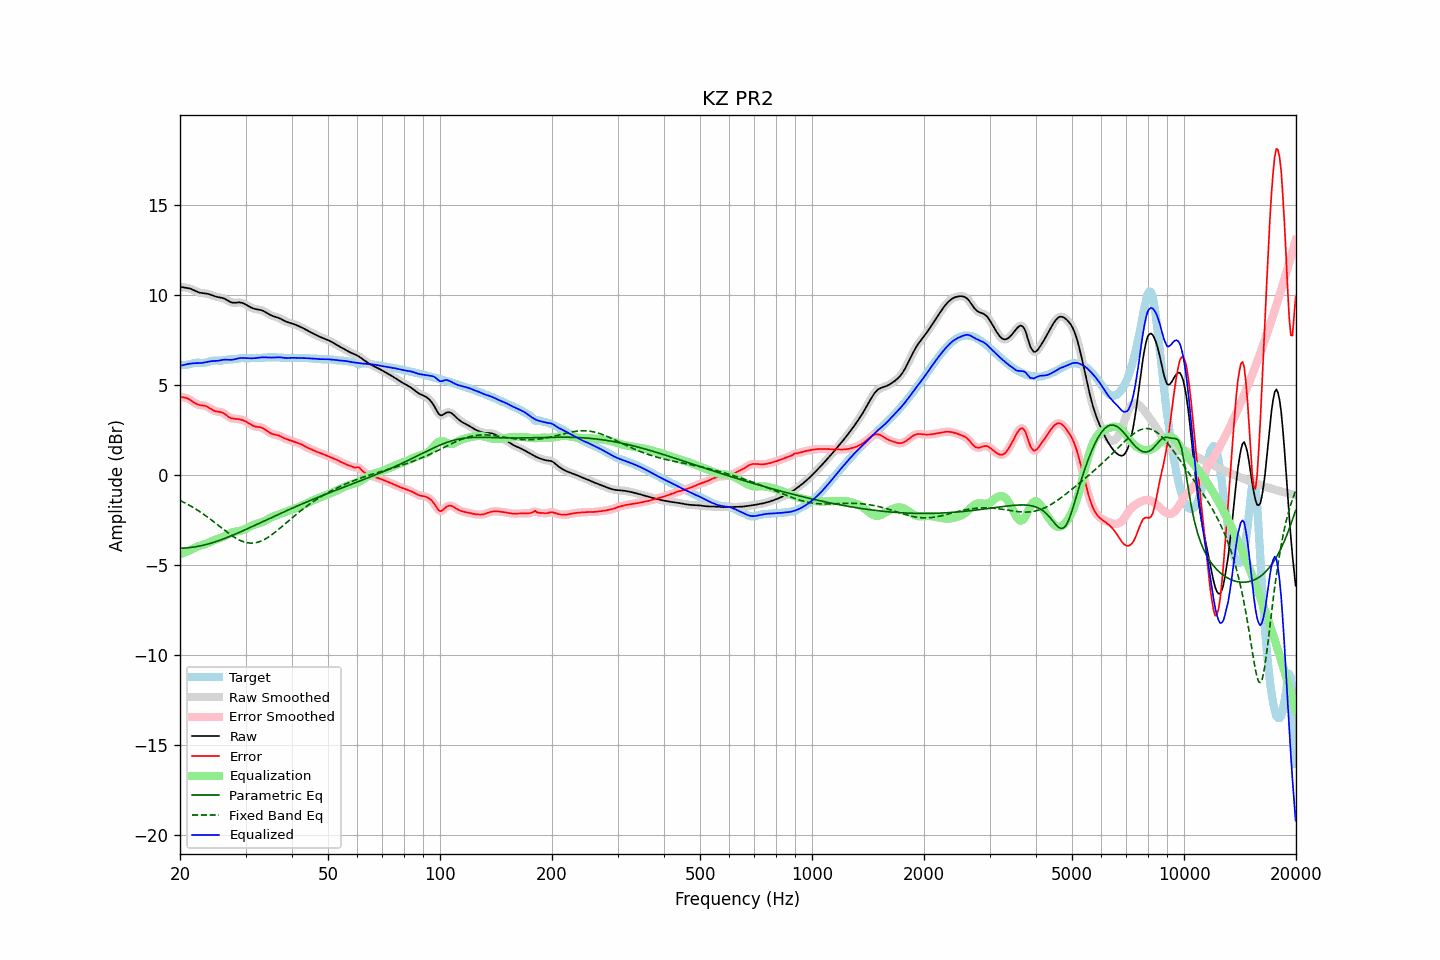 KZ PR2
Amplitude (dBr)
15
10
5
0
−5
−10
−15
−20
Target
Raw Smoothed
Error Smoothed
Raw
Error
Equalization
Parametric Eq
Fixed Band Eq
Equalized
20 50 100 200 500 1000 2000 5000 10000 20000
Frequency (Hz)